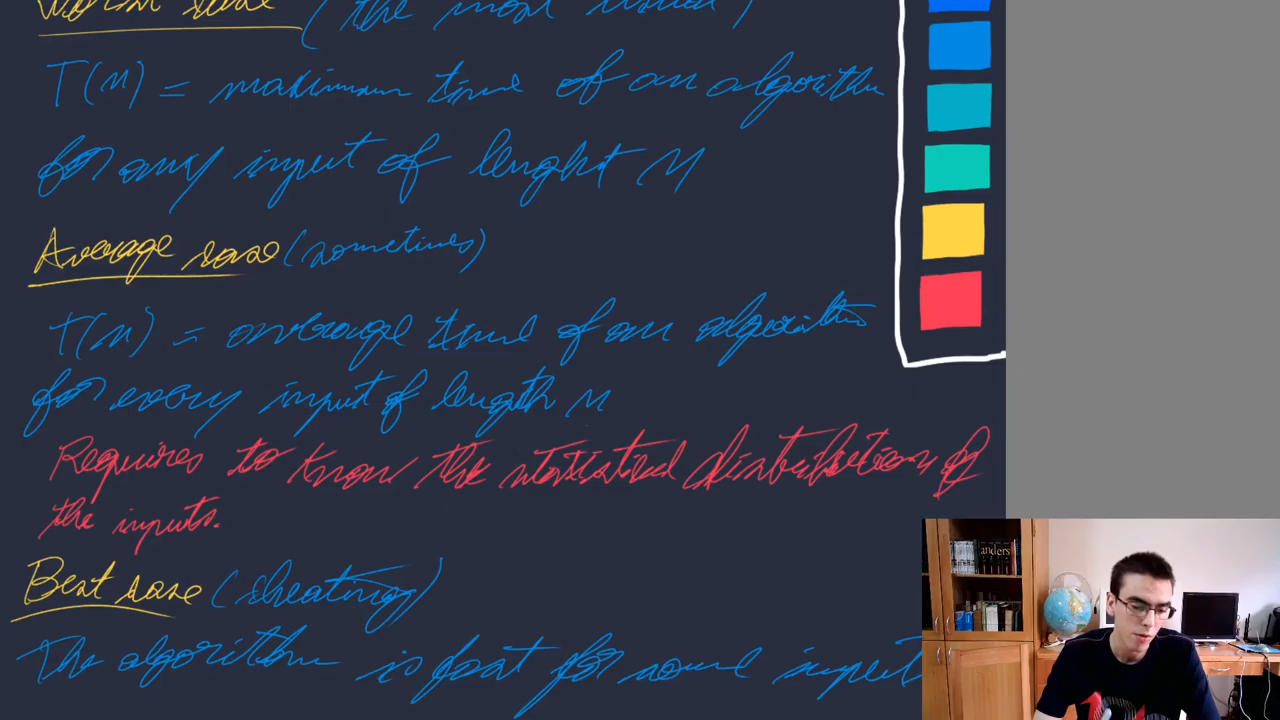 Worst case (the most usual)
T(n) = maximum time of an algorithm
for any input of lenght n
Average case (sometimes)
T(n) = average time of an algorithm
for every input of length n
Requires to know the statistical distribution of
the inputs.
Best case (cheating)
The algorithm is fast for some input
anders